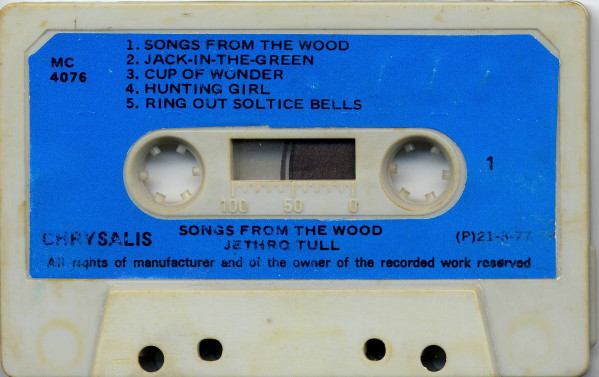 1. SONGS FROM THE WOOD
2. JACK-IN-THE-GREEN
3. CUP OF WONDER
4. HUNTING GIRL
5. RING OUT SOLTICE BELLS
MC
4076
1
100 50 0
SONGS FROM THE WOOD
JETHRO TULL
CHRYSALIS
(P)21-3-77
All rights of manufacturer and of the owner of the recorded work reserved